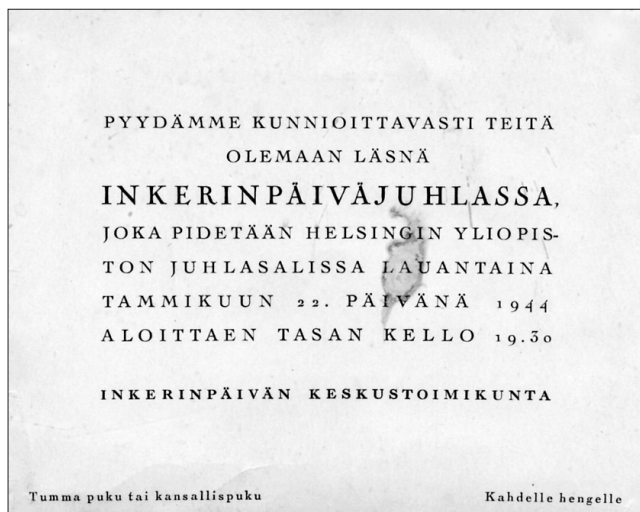 PYYDÄMME KUNNIOITTAVASTI TEITÄ
OLEMAAN LÄSNÄ
INKERINPÄIVÄJUHLASSA,
JOKA PIDETÄÄN HELSINGIN YLIOPIS-
TON JUHLASALISSA LAUANTAINA
TAMMIKUUN 22. PÄIVÄNÄ 1944
ALOITTAEN TASAN KELLO 19.30
INKERINPÄIVÄN KESKUSTOIMIKUNTA
Tumma puku tai kansallispuku
Kahdelle hengelle